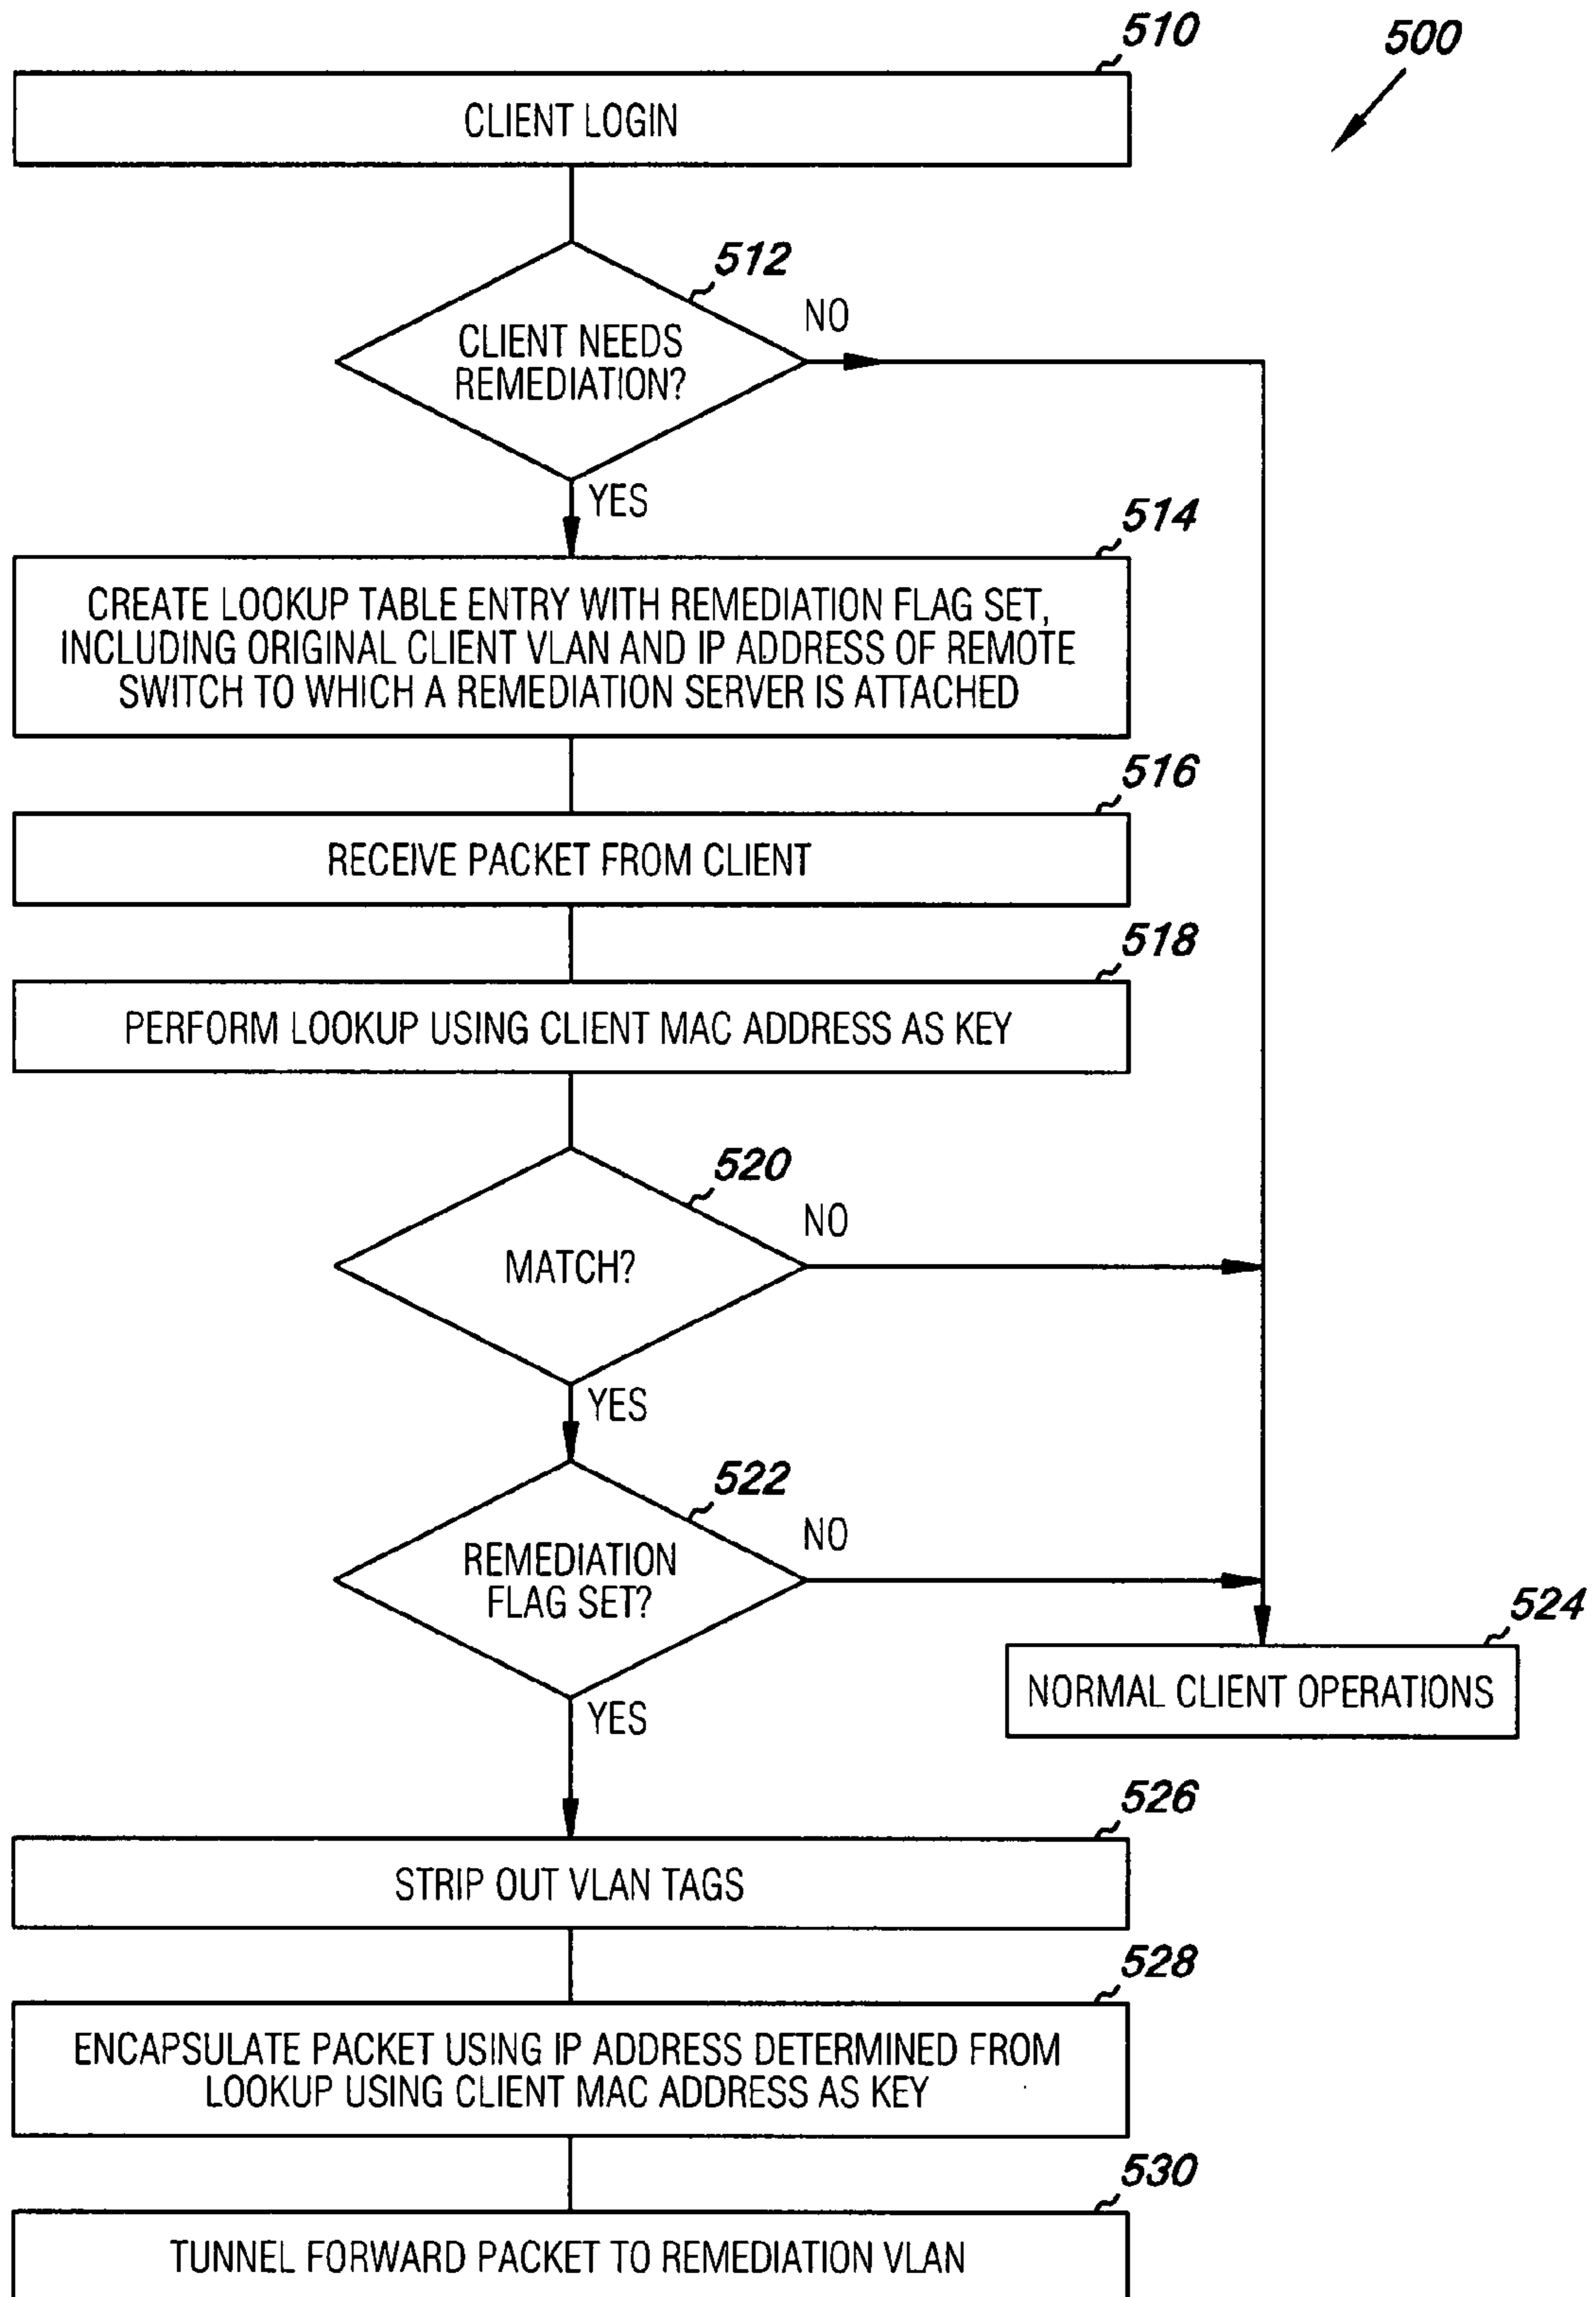 510
500
CLIENT LOGIN
512
NO
CLIENT NEEDS
REMEDIATION?
YES
514
CREATE LOOKUP TABLE ENTRY WITH REMEDIATION FLAG SET,
INCLUDING ORIGINAL CLIENT VLAN AND IP ADDRESS OF REMOTE
SWITCH TO WHICH A REMEDIATION SERVER IS ATTACHED
516
RECEIVE PACKET FROM CLIENT
518
PERFORM LOOKUP USING CLIENT MAC ADDRESS AS KEY
520
NO
MATCH?
YES
522
NO
REMEDIATION
FLAG SET?
YES
524
NORMAL CLIENT OPERATIONS
526
STRIP OUT VLAN TAGS
528
ENCAPSULATE PACKET USING IP ADDRESS DETERMINED FROM
LOOKUP USING CLIENT MAC ADDRESS AS KEY
530
TUNNEL FORWARD PACKET TO REMEDIATION VLAN